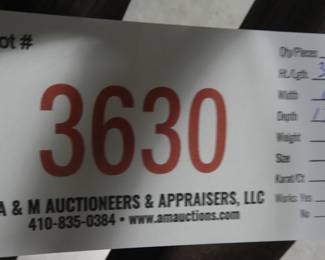 ot #
3630
A & M AUCTIONEERS & APPRAISERS, LLC
410-835-0384 • www.amauctions.com
Qty/Pieces
Ht./Lgth.
Width
Depth
Weight
Size
Karat/Ct
Works Yes
No